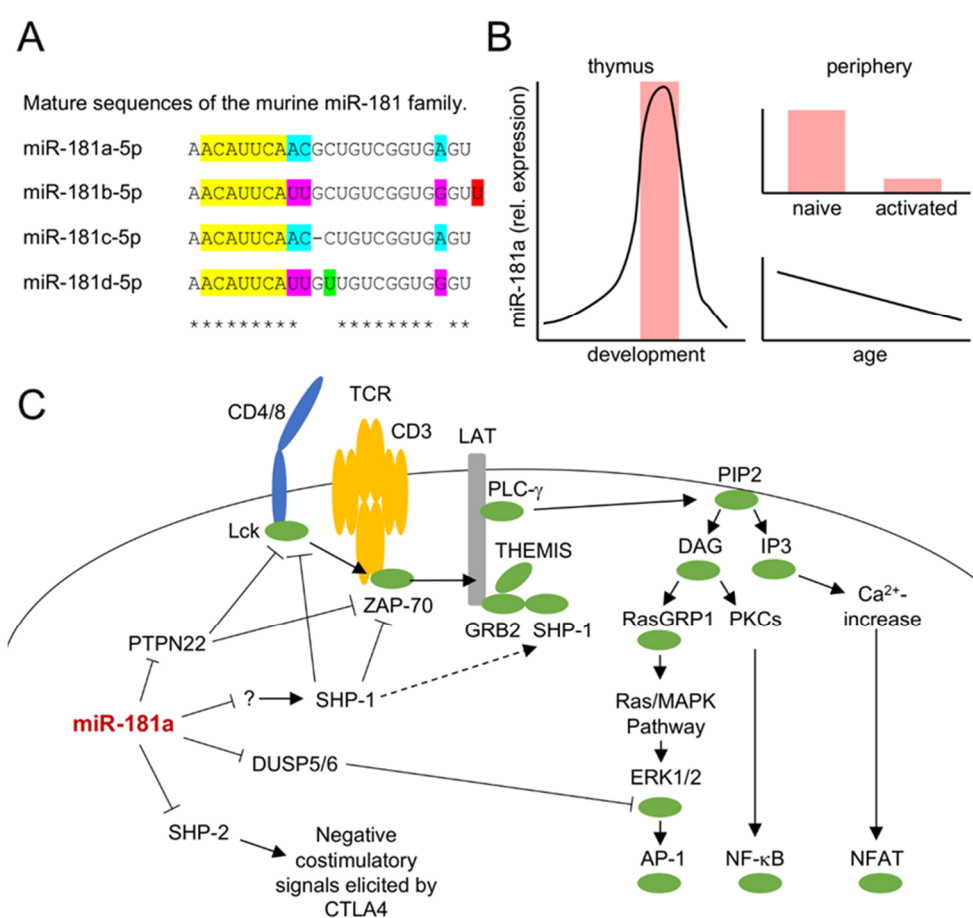 A
Mature sequences of the murine miR-181 family.
miR-181a-5p AACAUUCAACGCUGUCGGUGAGU
miR-181b-5p AACAUUCAUUGCUGUCGGUGGGUU
miR-181c-5p AACAUUCAAC-CUGUCGGUGAGU
miR-181d-5p AACAUUCAUUGUUGUCGGUGGGU
********* ******** **
B
thymus
miR-181a (rel. expression)
development
periphery
naive activated
age
C
CD4/8
TCR
CD3
LAT
PLC-γ
PIP2
Lck
THEMIS
DAG IP3
ZAP-70
GRB2 SHP-1
RasGRP1 PKCs
Ca2+-
increase
PTPN22
? SHP-1
miR-181a
Ras/MAPK
Pathway
DUSP5/6
ERK1/2
SHP-2
Negative
costimulatory
signals elicited by
CTLA4
AP-1 NF-κB NFAT